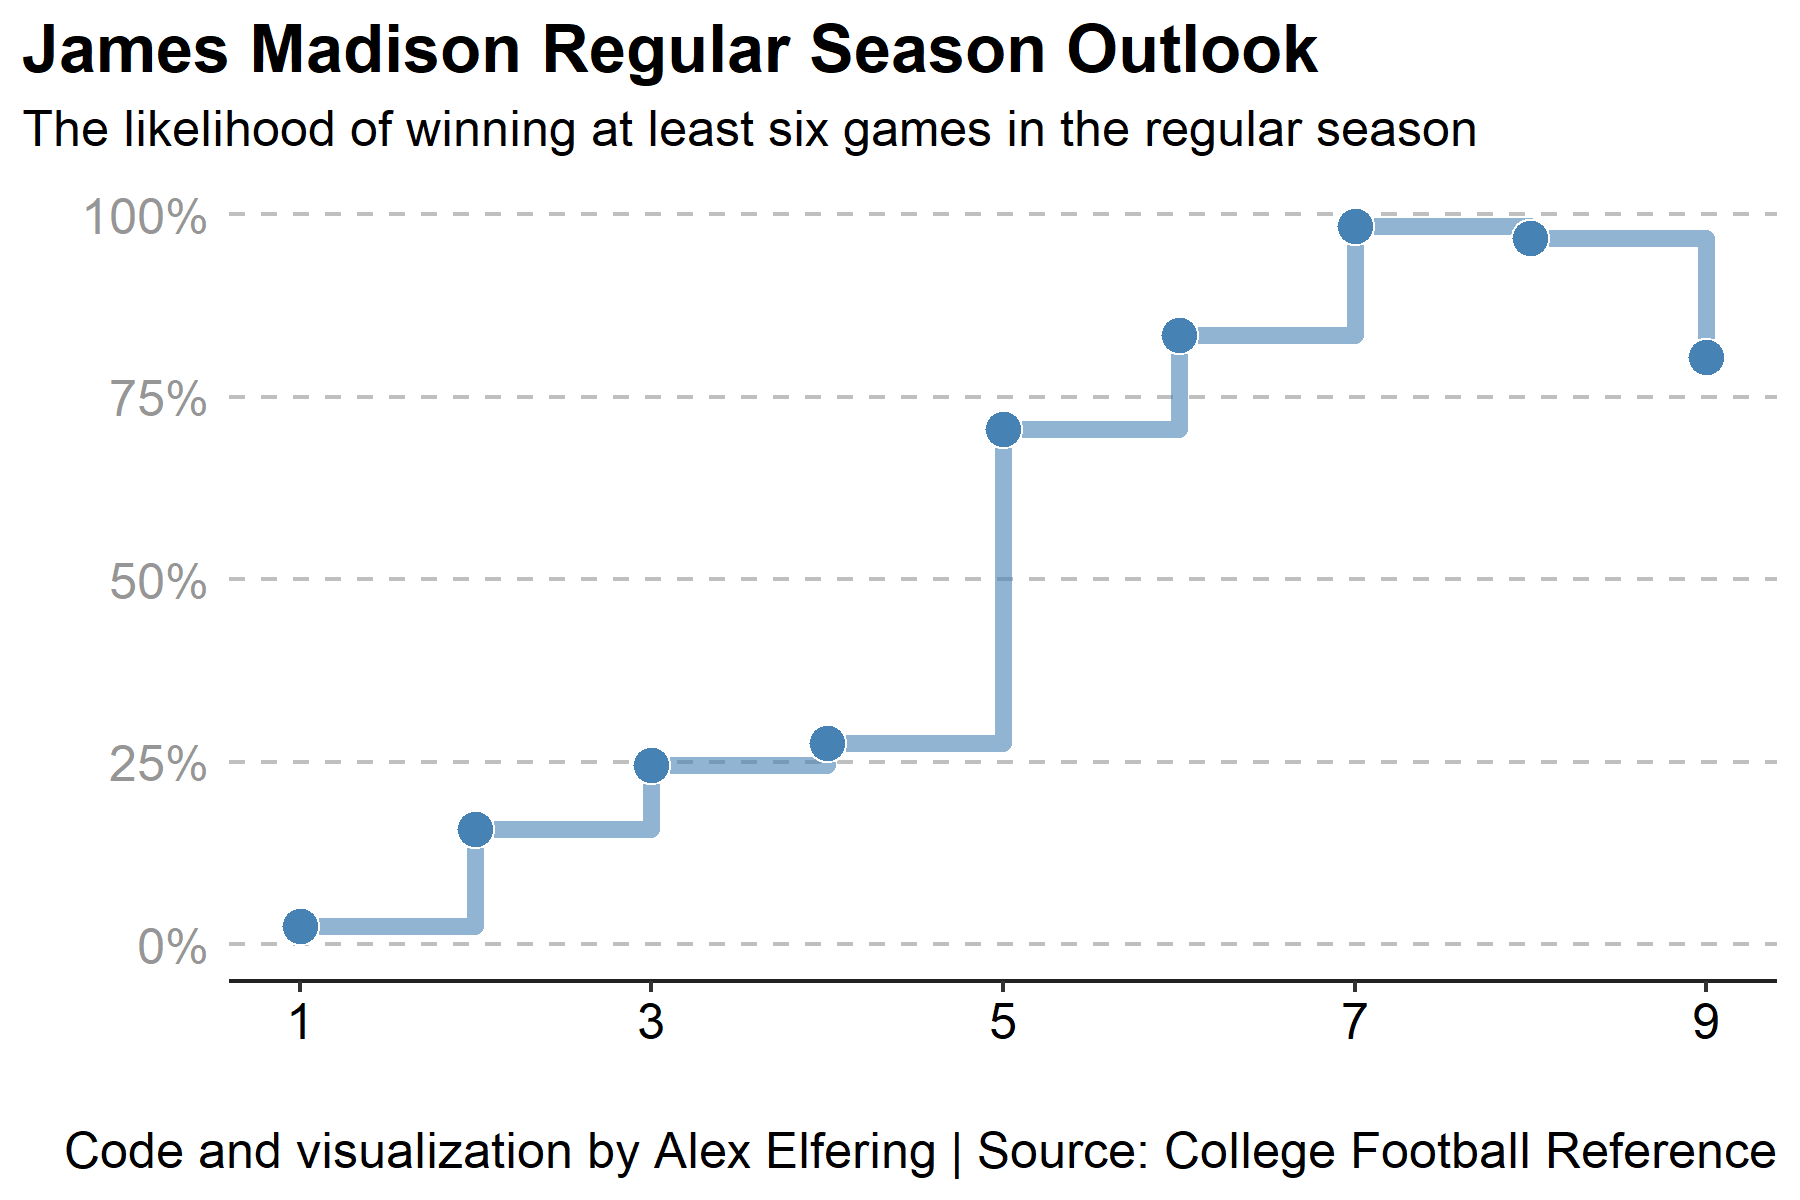 James Madison Regular Season Outlook
The likelihood of winning at least six games in the regular season
100%
75%
50%
25%
0%
1 3 5 7 9
Code and visualization by Alex Elfering | Source: College Football Reference